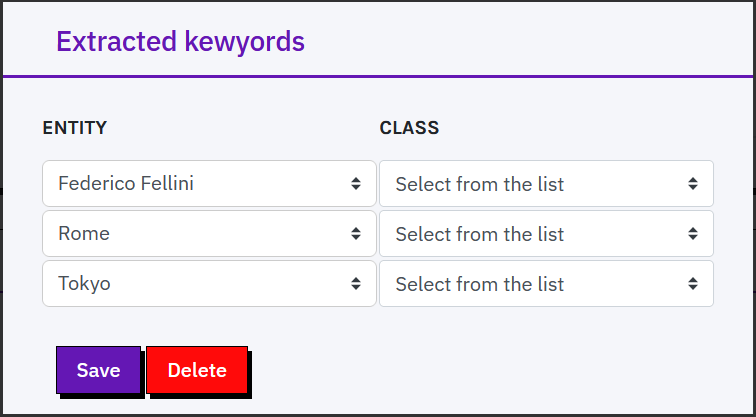 Extracted kewyords
ENTITY CLASS
Federico Fellini Select from the list
Rome Select from the list
Tokyo Select from the list
Save Delete